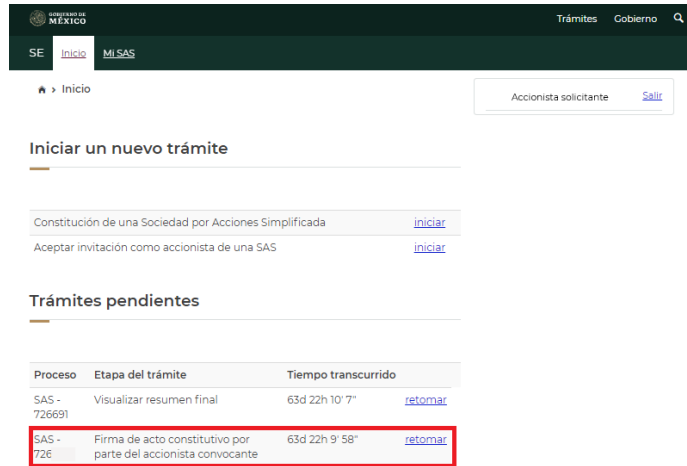 GOBIERNO DE
MÉXICO
Trámites Gobierno
SE Inicio Mi SAS
> Inicio
Accionista solicitante Salir
Iniciar un nuevo trámite
Constitución de una Sociedad por Acciones Simplificada iniciar
Aceptar invitación como accionista de una SAS iniciar
Trámites pendientes
Proceso Etapa del trámite Tiempo transcurrido
SAS - Visualizar resumen final 63d 22h 10' 7" retomar
726691
SAS - Firma de acto constitutivo por 63d 22h 9' 58" retomar
726 parte del accionista convocante